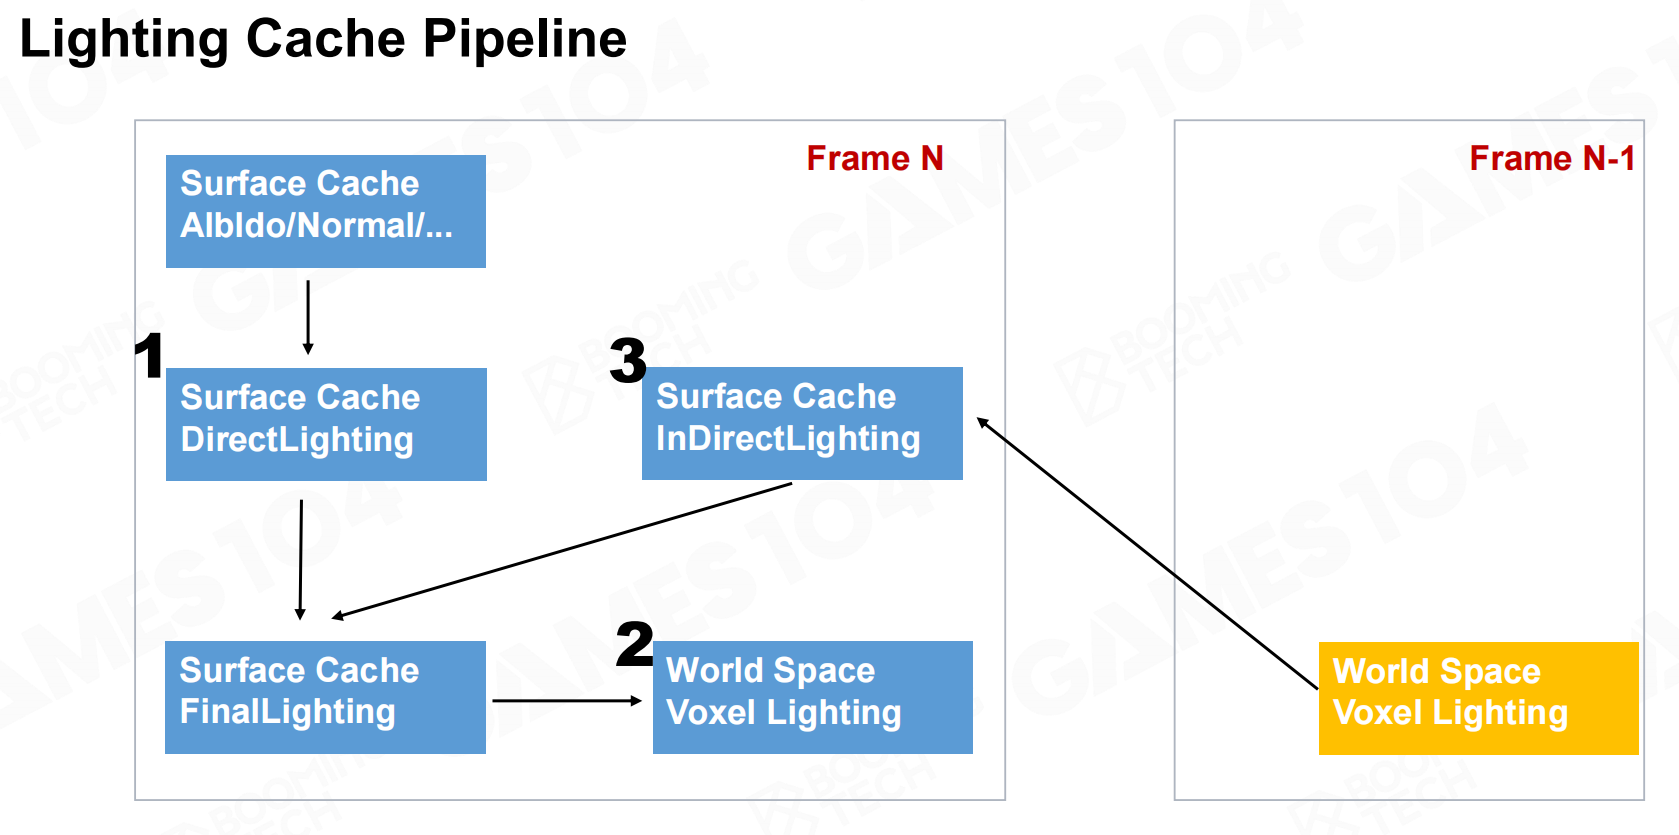 Lighting Cache Pipeline
Frame N
Frame N-1
Surface Cache
Albldo/Normal/...
1
Surface Cache
DirectLighting
3
Surface Cache
InDirectLighting
Surface Cache
FinalLighting
2
World Space
Voxel Lighting
World Space
Voxel Lighting
GAMES104
BOOMING
TECH